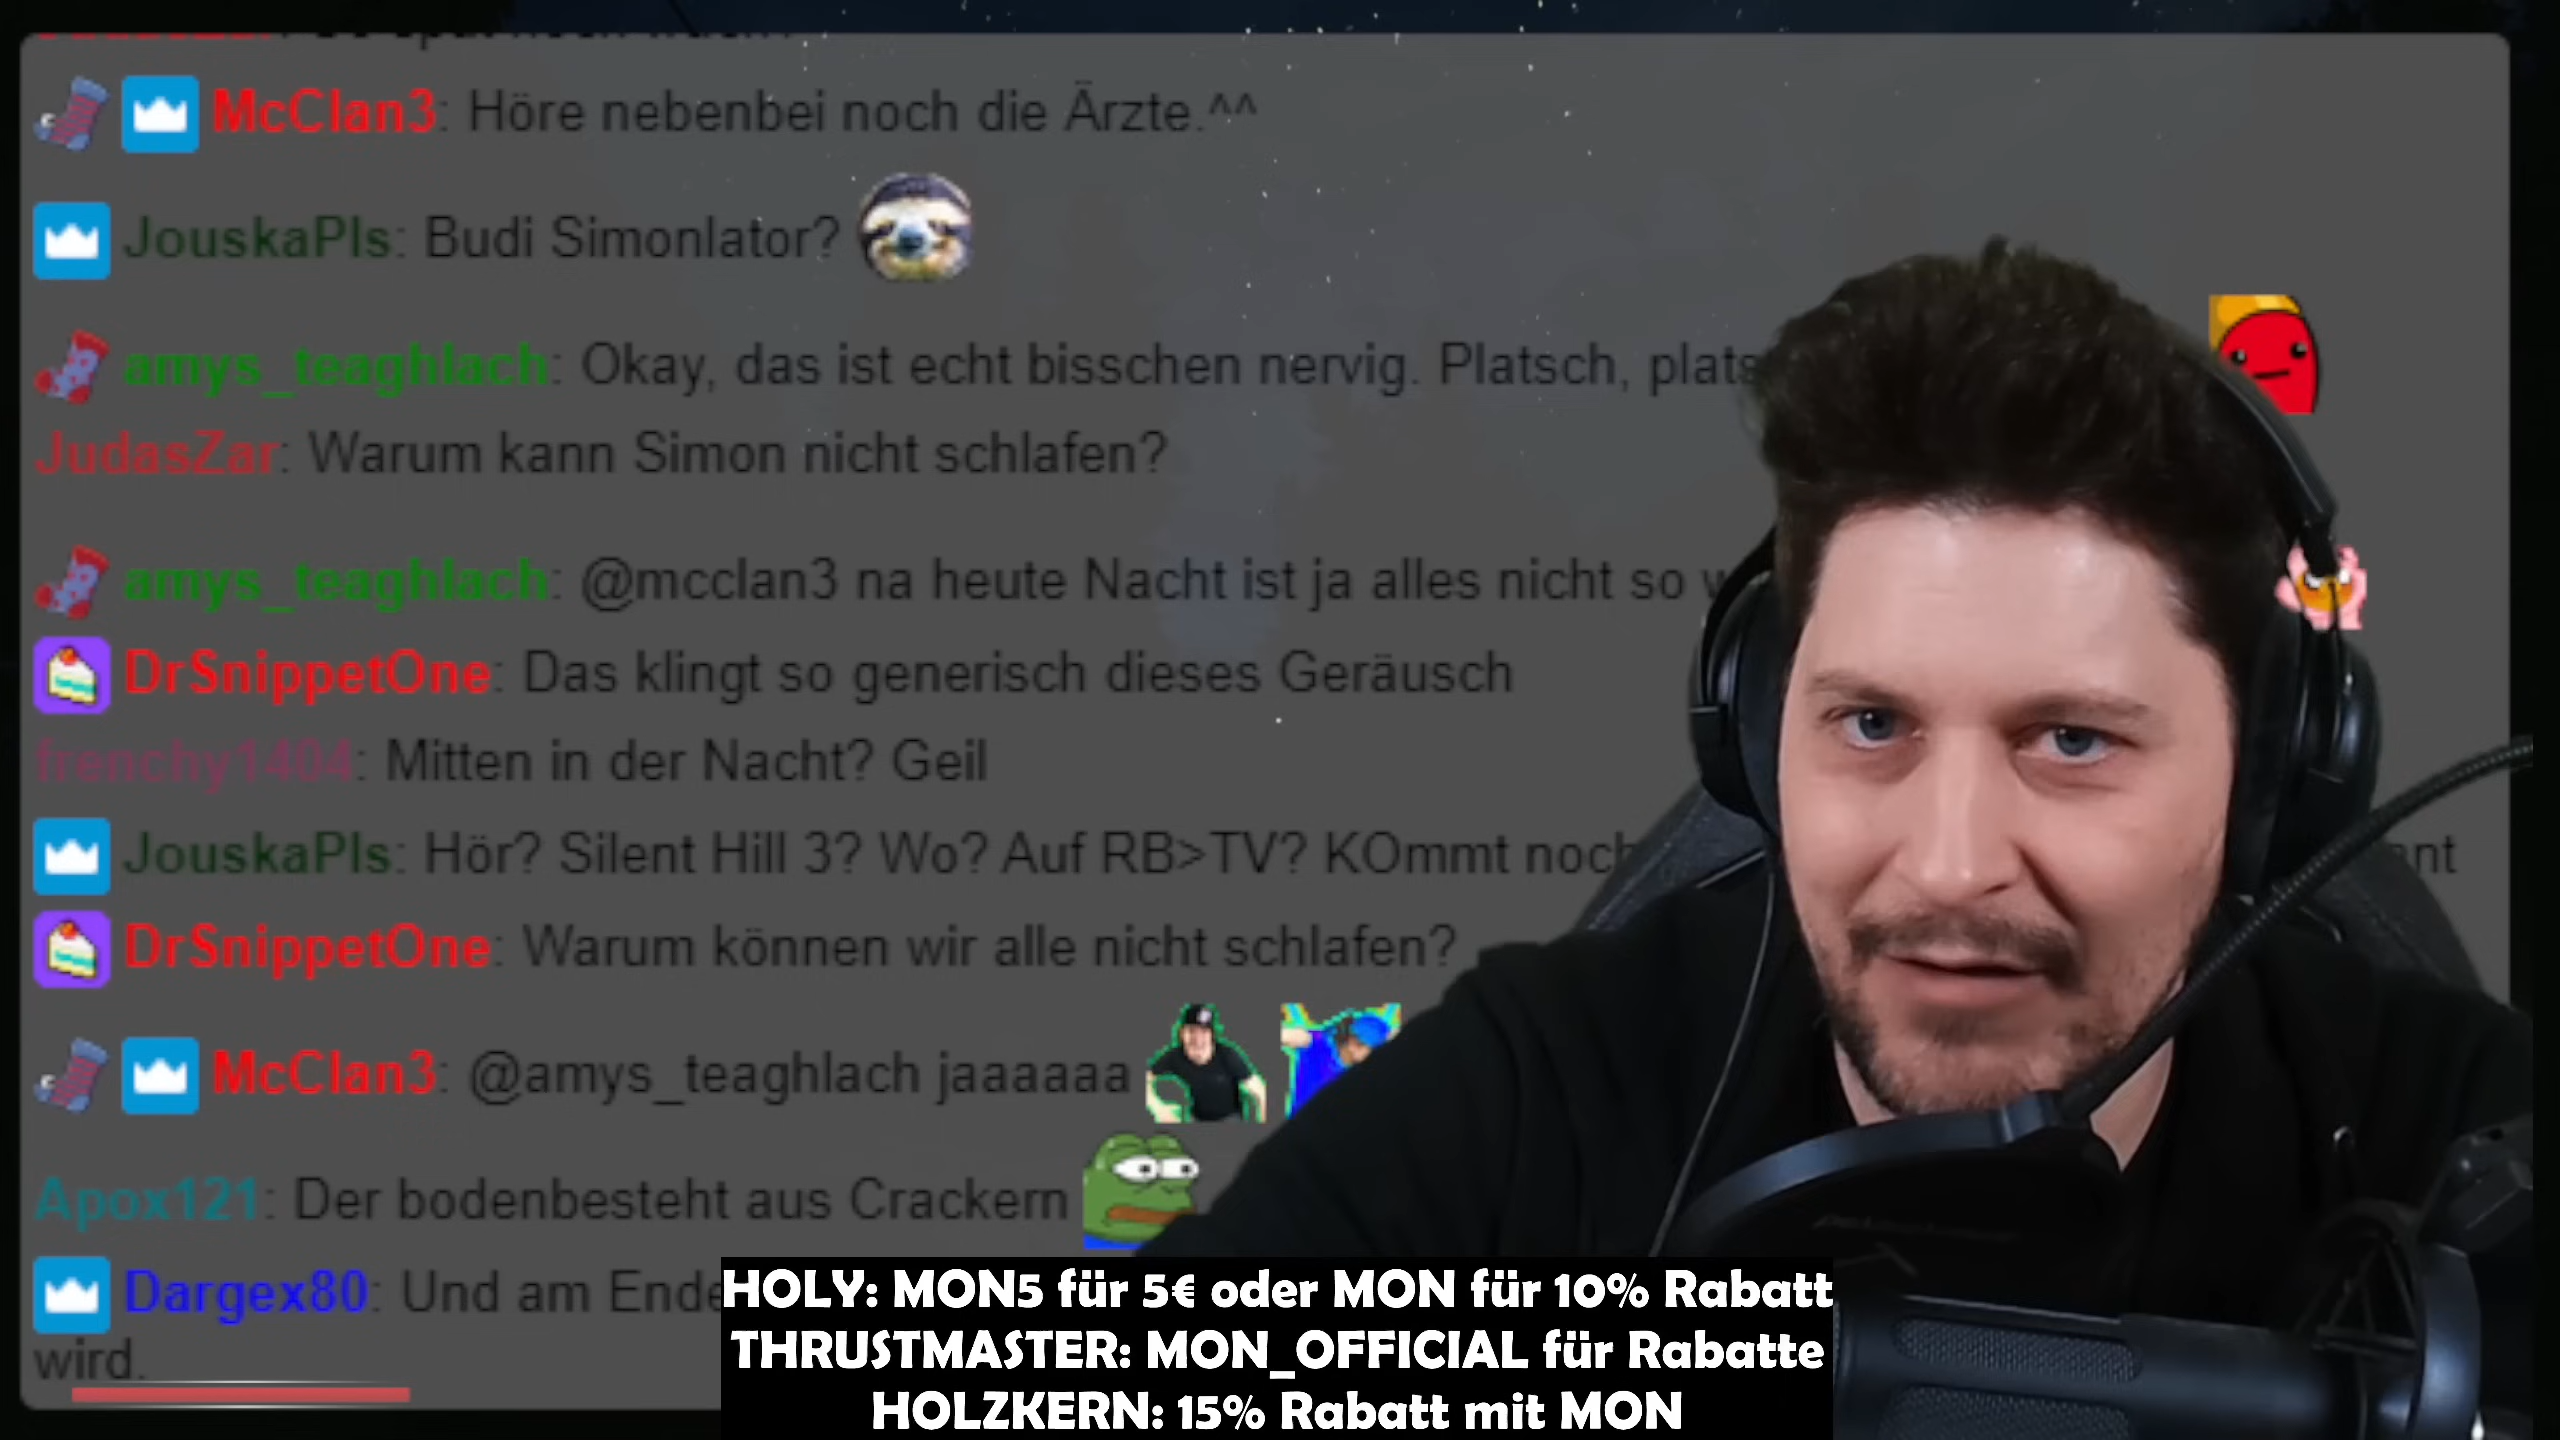 McClan3: Höre nebenbei noch die Ärzte.^^
JouskaPls: Budi Simonlator?
amys_teaghlach: Okay, das ist echt bisschen nervig. Platsch,
JudasZar: Warum kann Simon nicht schlafen?
amys_teaghlach: @mcclan3 na heute Nacht ist ja alles nicht so
DrSnippetOne: Das klingt so generisch dieses Geräusch
frenchy1404: Mitten in der Nacht? Geil
JouskaPls: Hör? Silent Hill 3? Wo? Auf RB>TV? KOmmt noch
DrSnippetOne: Warum können wir alle nicht schlafen?
McClan3: @amys_teaghlach jaaaaaa
Apox121: Der bodenbesteht aus Crackern
Dargex80: Und am Ende
wird.
HOLY: MON5 für 5€ oder MON für 10% Rabatt
THRUSTMASTER: MON_OFFICIAL für Rabatte
HOLZKERN: 15% Rabatt mit MON